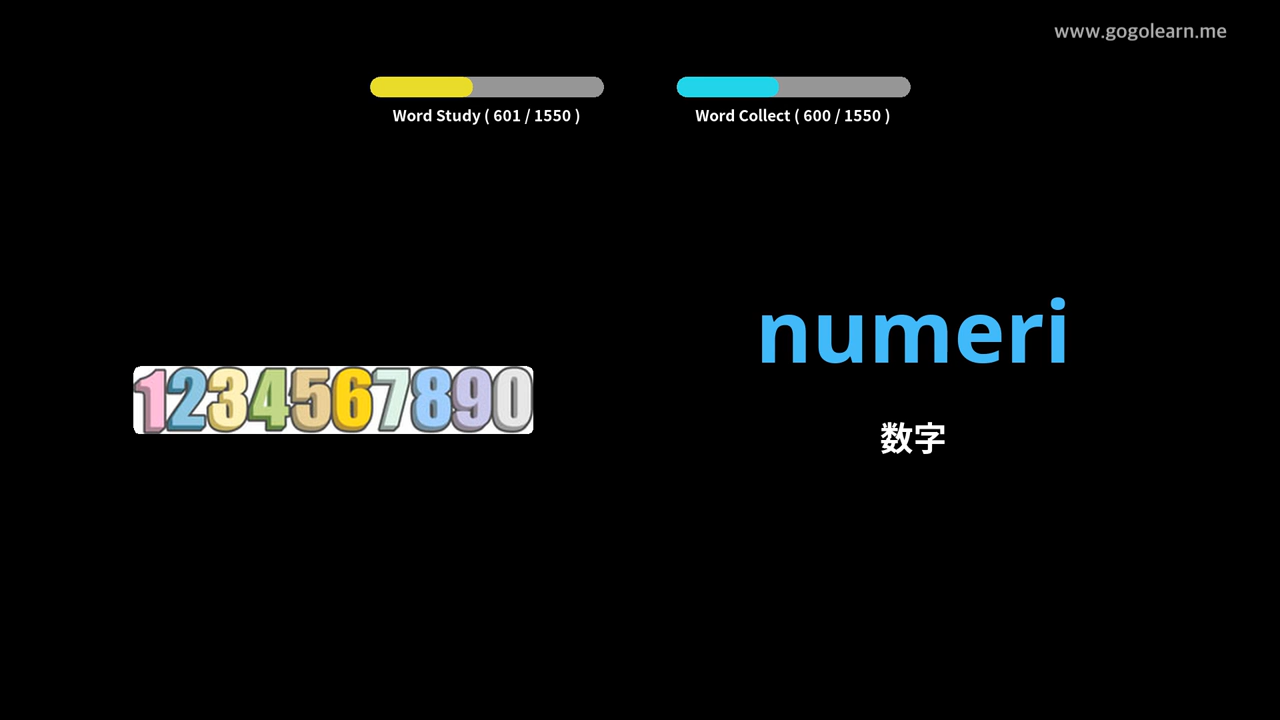 www.gogolearn.me
Word Study ( 601 / 1550 )
Word Collect ( 600 / 1550 )
numeri
1234567890
数字